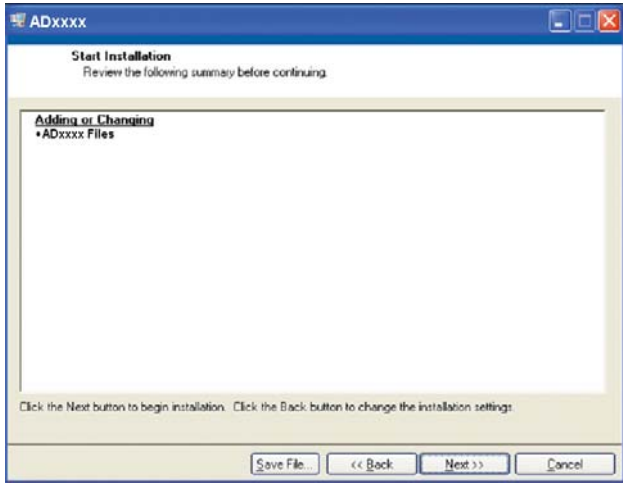 ADxxxx
Start Installation
Review the following summary before continuing.
Adding or Changing
•ADxxxx Files
Click the Next button to begin installation. Click the Back button to change the installation settings.
Save File... << Back Next >> Cancel